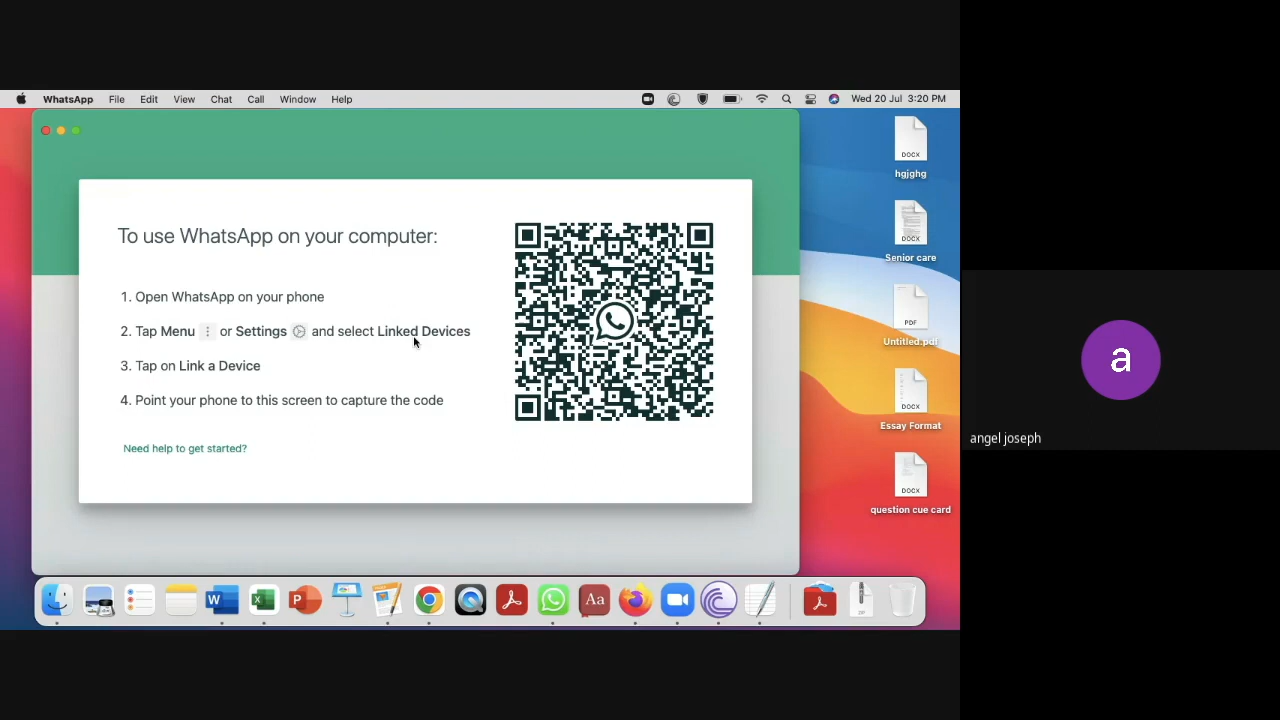 WhatsApp File Edit View Chat Call Window Help Wed 20 Jul 3:20 PM
To use WhatsApp on your computer:
1. Open WhatsApp on your phone
2. Tap Menu or Settings and select Linked Devices
3. Tap on Link a Device
4. Point your phone to this screen to capture the code
Need help to get started?
DOCX
hgjghg
DOCX
Senior care
PDF
Untitled.pdf
DOCX
Essay Format
DOCX
question cue card
a
angel joseph
W X P Aa
ZIP